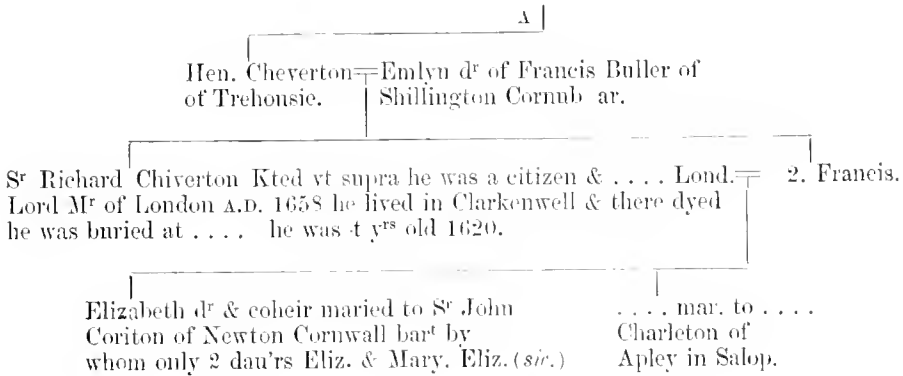 A
Hen. Cheverton=Emlyn dʳ of Francis Buller of
of Trehonsie. Shillington Cornub ar.
Sʳ Richard Chiverton Kted vt supra he was a citizen & . . . . Lond.= 2. Francis.
Lord Mʳ of London A.D. 1658 he lived in Clarkenwell & there dyed
he was buried at . . . . he was 4 yʳˢ old 1620.
Elizabeth dʳ & coheir maried to Sʳ John
Coriton of Newton Cornwall barᵗ by
whom only 2 dau'rs Eliz. & Mary. Eliz. (sic.)
. . . . mar. to . . . .
Charleton of
Apley in Salop.